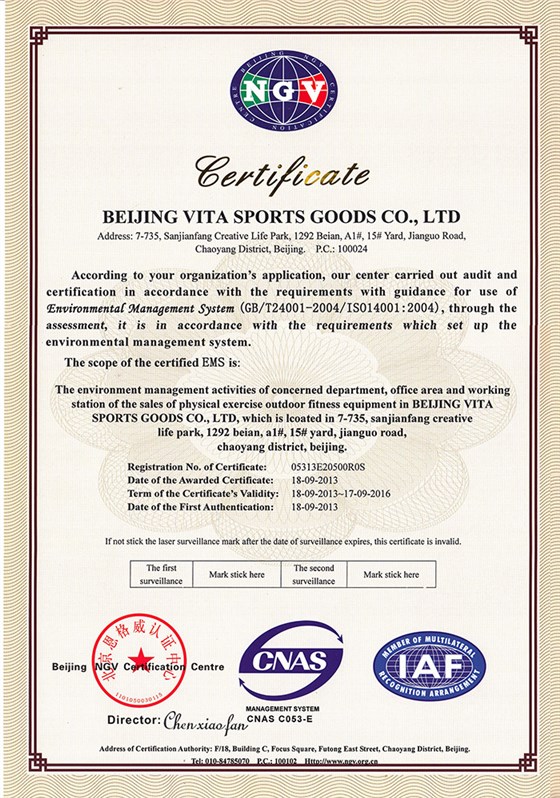 BEIJING NGV CERTIFICATION CENTRE
NGV
Certificate
BEIJING VITA SPORTS GOODS CO., LTD
Address: 7-735, Sanjianfang Creative Life Park, 1292 Beian, A1#, 15# Yard, Jianguo Road,
Chaoyang District, Beijing. P.C.: 100024
According to your organization's application, our center carried out audit and
certification in accordance with the requirements with guidance for use of
Environmental Management System (GB/T24001-2004/ISO14001:2004), through the
assessment, it is in accordance with the requirements which set up the
environmental management system.
The scope of the certified EMS is:
The environment management activities of concerned department, office area and working
station of the sales of physical exercise outdoor fitness equipment in BEIJING VITA
SPORTS GOODS CO., LTD, which is lcoated in 7-735, sanjianfang creative
life park, 1292 beian, a1#, 15# yard, jianguo road,
chaoyang district, beijing.
Registration No. of Certificate: 05313E20500R0S
Date of the Awarded Certificate: 18-09-2013
Term of the Certificate's Validity: 18-09-2013~17-09-2016
Date of the First Authentication: 18-09-2013
If not stick the laser surveillance mark after the date of surveillance expires, this certificate is invalid.
The first surveillance Mark stick here The second surveillance Mark stick here
北京恩格威认证中心
1101050030115
Beijing NGV Certification Centre
Director: Chenxiaofan
CNAS
MANAGEMENT SYSTEM
CNAS C053-E
MEMBER OF MULTILATERAL
IAF
RECOGNITION ARRANGEMENT
Address of Certification Authority: F/18, Building C, Focus Square, Futong East Street, Chaoyang District, Beijing.
Tel: 010-84785070 P.C.: 100102 Http://www.ngv.org.cn